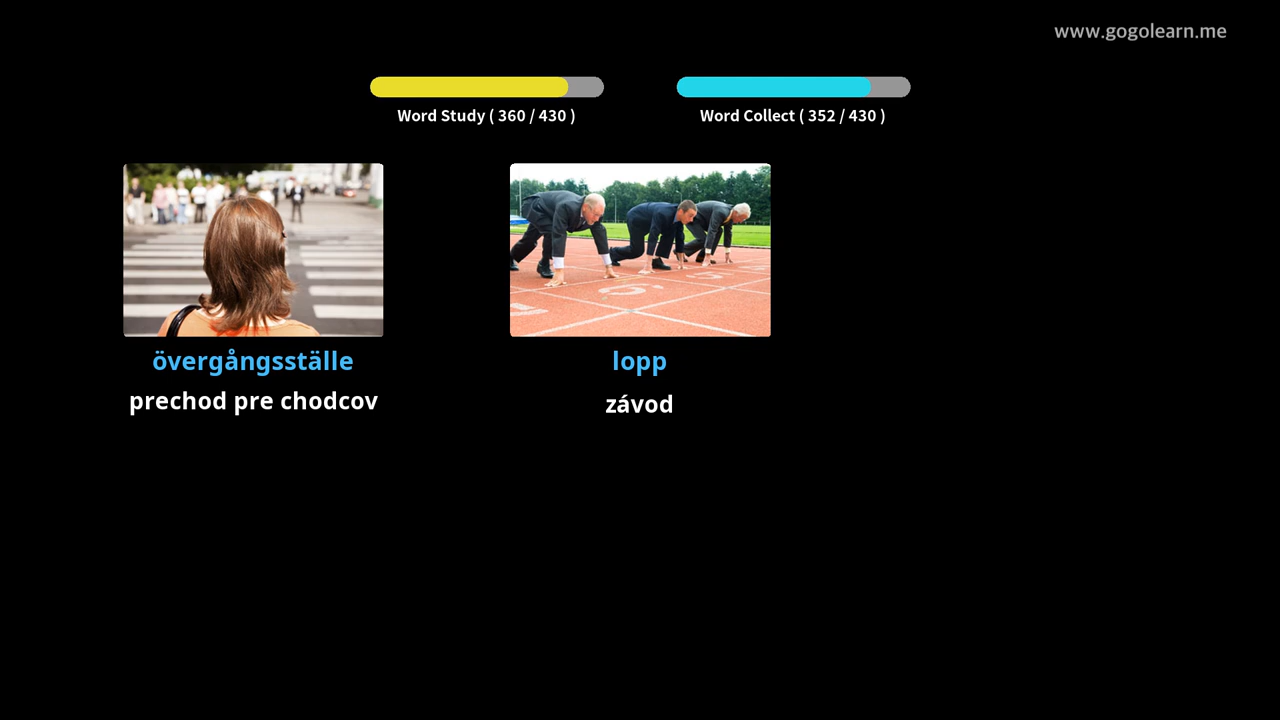 www.gogolearn.me
Word Study ( 360 / 430 )
Word Collect ( 352 / 430 )
övergångsställe
lopp
prechod pre chodcov
závod